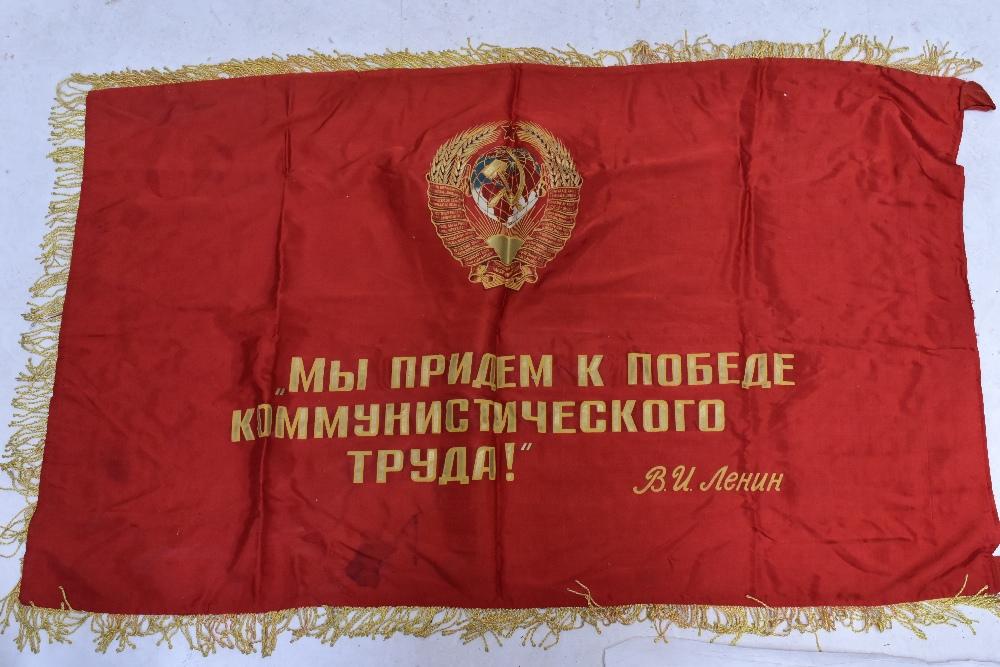 „Мы придем к победе
коммунистического
труда!"
В. И. Ленин